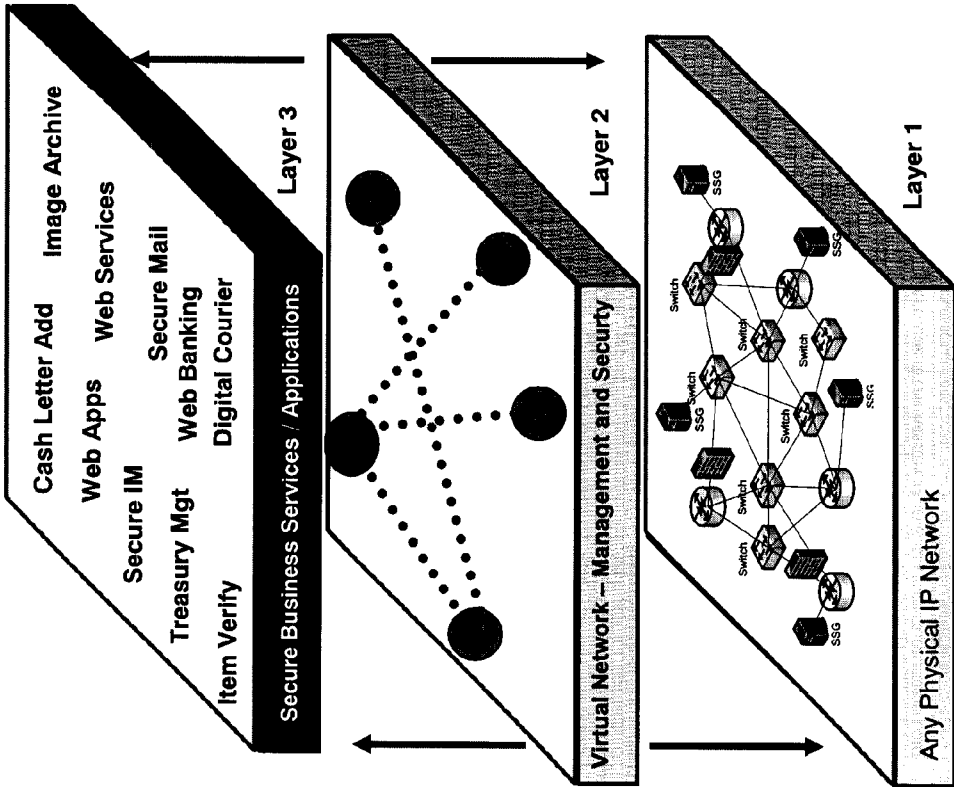 Cash Letter Add
Image Archive
Web Apps
Web Services
Secure IM
Secure Mail
Treasury Mgt
Web Banking
Item Verify
Digital Courier
Secure Business Services / Applications
Layer 3
Virtual Network – Management and Securty
Layer 2
SSG
Switch
SSG
Switch
SSG
Switch
Switch
Switch
SSG
Switch
Switch
SSG
Any Physical IP Network
Layer 1